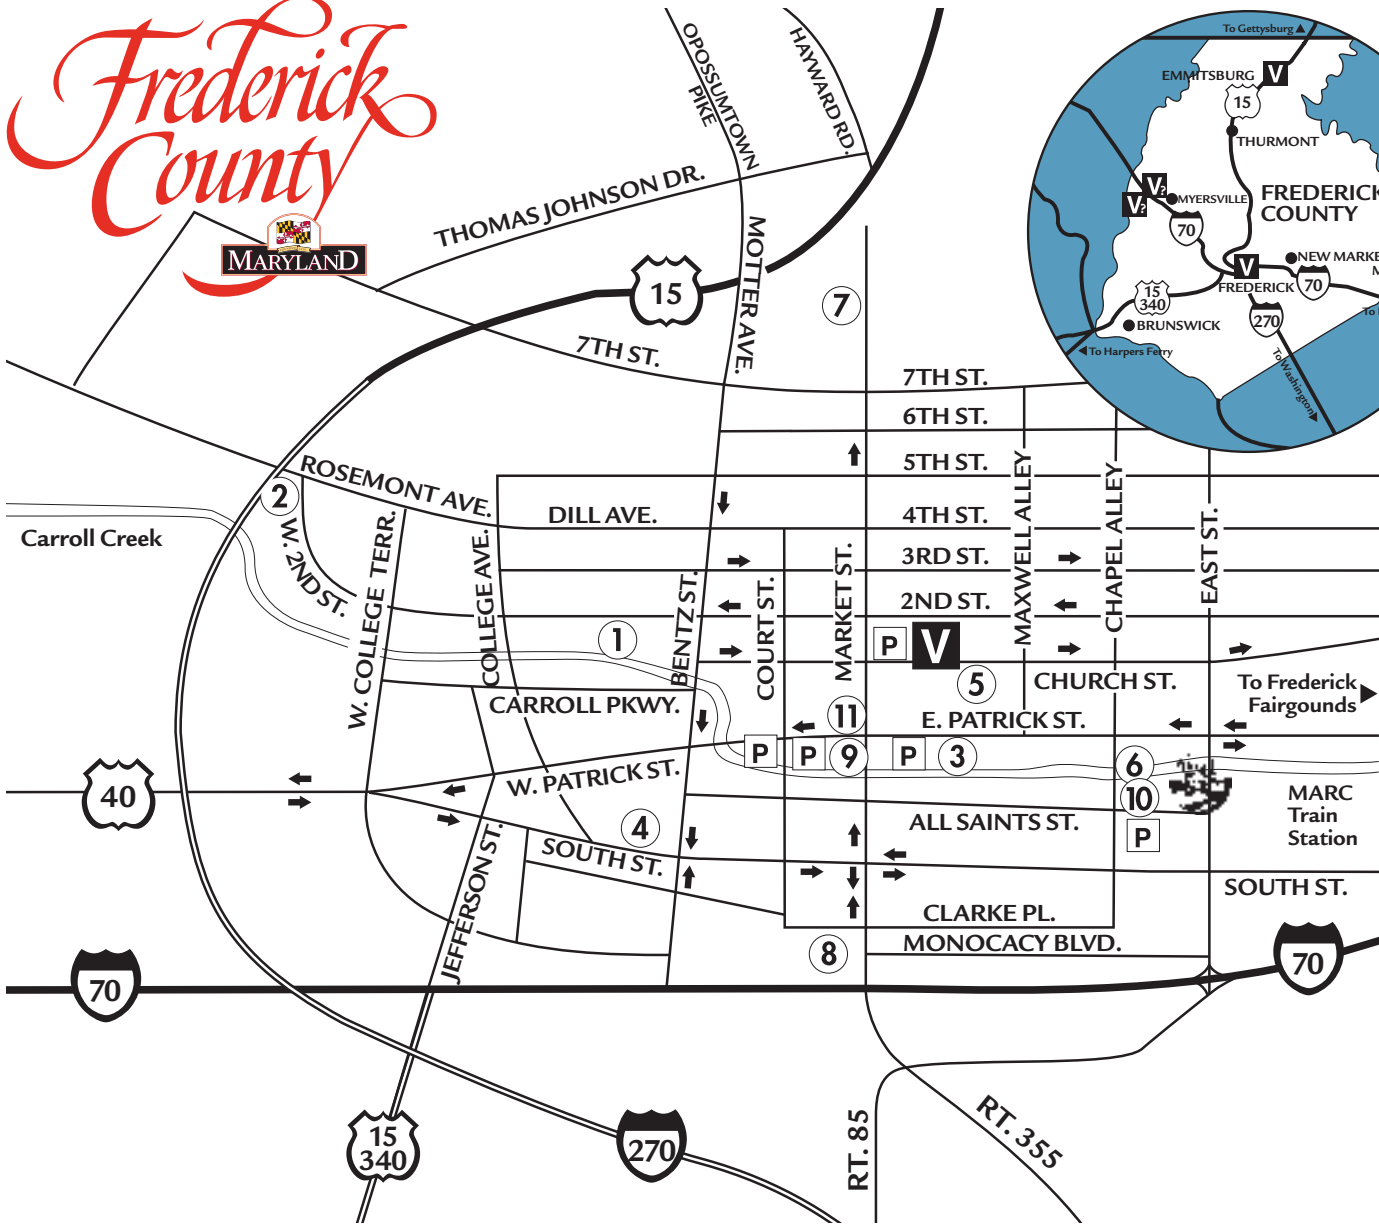 Frederick
County
MARYLAND
OPOSSUMTOWN
PIKE
HAYWARD RD.
THOMAS JOHNSON DR.
MOTTER AVE.
15
7
7TH ST.
7TH ST.
6TH ST.
5TH ST.
4TH ST.
3RD ST.
2ND ST.
ROSEMONT AVE.
DILL AVE.
2
W. 2ND ST.
Carroll Creek
W. COLLEGE TERR.
COLLEGE AVE.
BENTZ ST.
COURT ST.
MARKET ST.
MAXWELL ALLEY
CHAPEL ALLEY
EAST ST.
1
P
V
5
CHURCH ST.
To Frederick
Fairgounds
CARROLL PKWY.
11
E. PATRICK ST.
P
P
9
P
3
6
W. PATRICK ST.
40
10
MARC
Train
Station
4
ALL SAINTS ST.
P
SOUTH ST.
SOUTH ST.
JEFFERSON ST.
CLARKE PL.
8
MONOCACY BLVD.
70
70
15
340
270
RT. 85
RT. 355
To Gettysburg
EMMITSBURG
V
15
THURMONT
V?
V?
MYERSVILLE
FREDERICK
COUNTY
70
V
NEW MARKE
M
FREDERICK
70
15
340
270
To
BRUNSWICK
To Harpers Ferry
To Washington